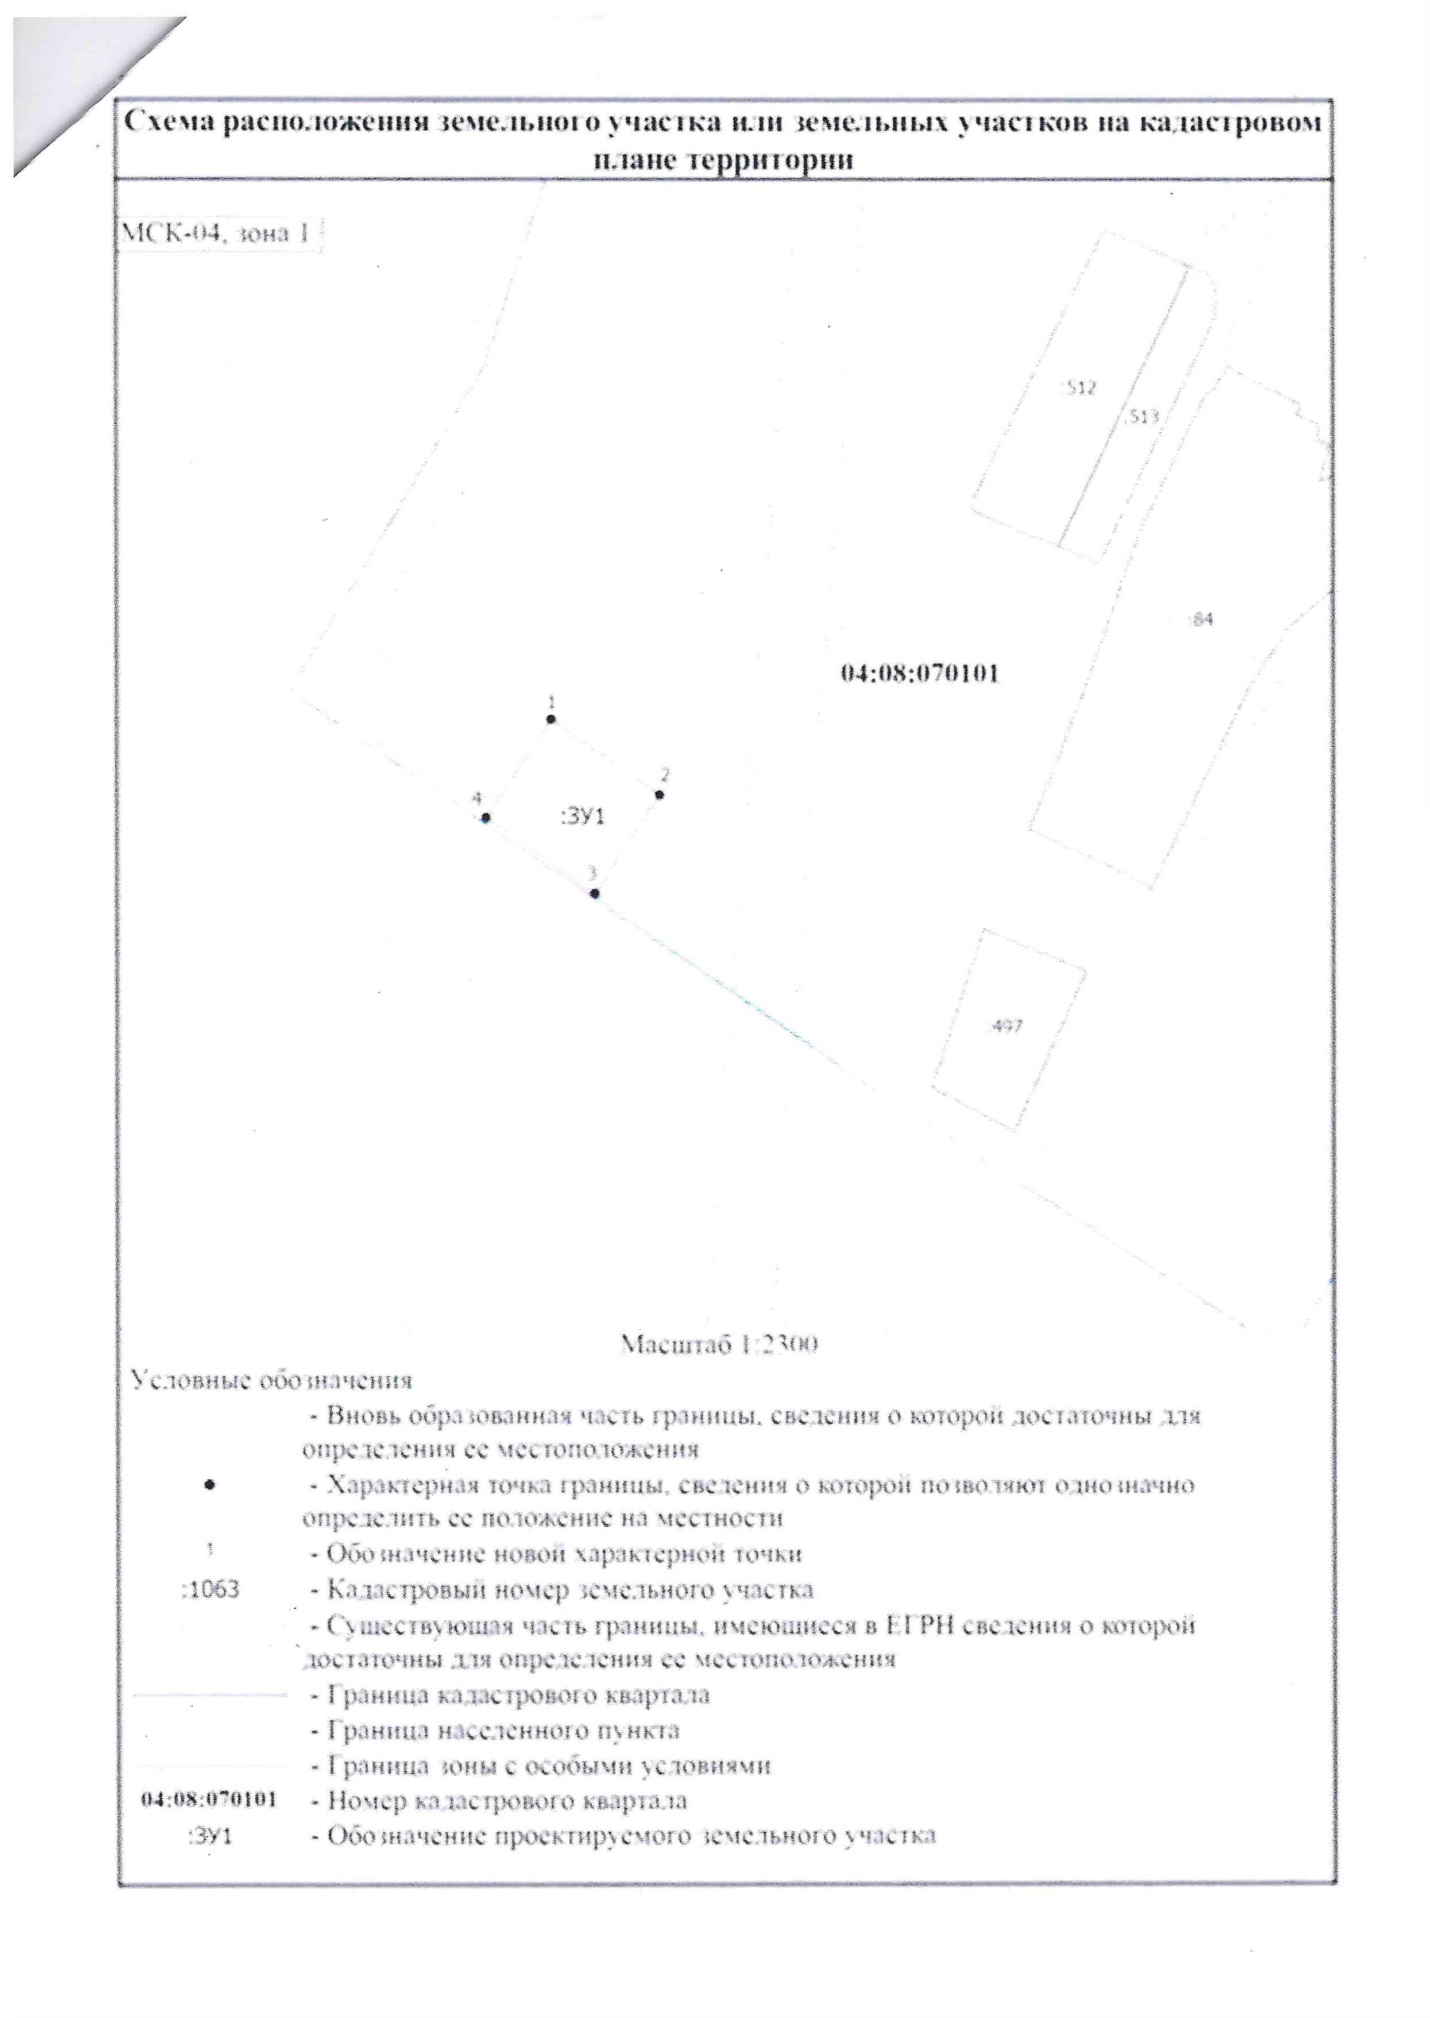 Схема расположения земельного участка или земельных участков на кадастровом
плане территории
МСК-04, зона 1
:512
:513
:84
04:08:070101
1
2
4
:ЗУ1
3
:497
Масштаб 1:2300
Условные обозначения
- Вновь образованная часть границы, сведения о которой достаточны для
определения ее местоположения
- Характерная точка границы, сведения о которой позволяют однозначно
определить ее положение на местности
1 - Обозначение новой характерной точки
:1063 - Кадастровый номер земельного участка
- Существующая часть границы, имеющиеся в ЕГРН сведения о которой
достаточны для определения ее местоположения
- Граница кадастрового квартала
- Граница населенного пункта
- Граница зоны с особыми условиями
04:08:070101 - Номер кадастрового квартала
:ЗУ1 - Обозначение проектируемого земельного участка